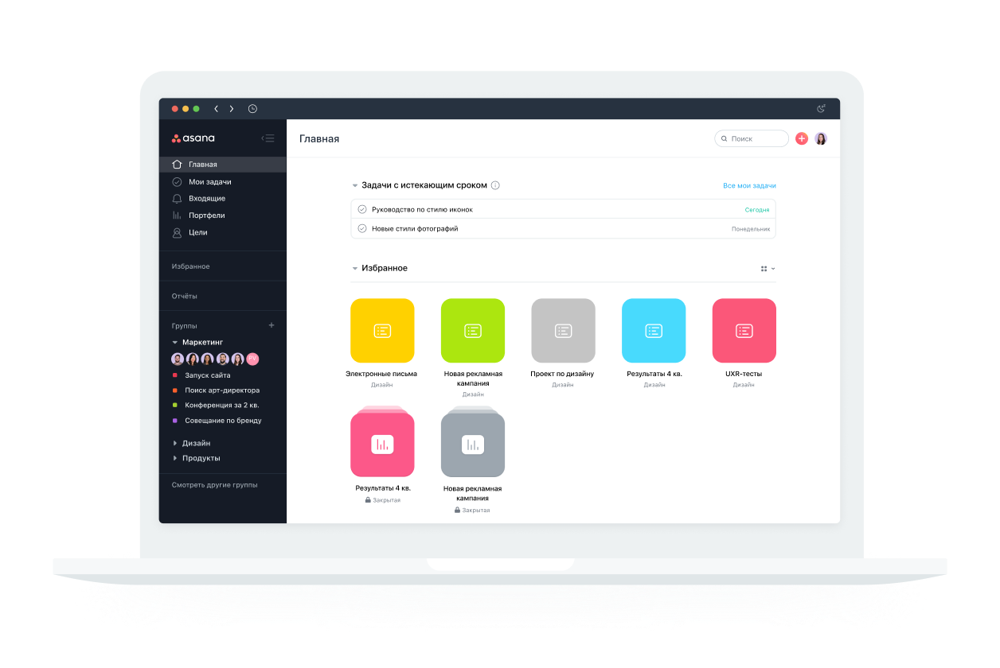 asana
Главная
Мои задачи
Входящие
Портфели
Цели
Избранное
Отчёты
Группы
Маркетинг
PV
Запуск сайта
Поиск арт-директора
Конференция за 2 кв.
Совещание по бренду
Дизайн
Продукты
Смотреть другие группы
Главная
Поиск
Задачи с истекающим сроком
Все мои задачи
Руководство по стилю иконок
Сегодня
Новые стили фотографий
Понедельник
Избранное
Электронные письма
Дизайн
Новая рекламная
кампания
Дизайн
Проект по дизайну
Дизайн
Результаты 4 кв.
Дизайн
UXR-тесты
Дизайн
Результаты 4 кв.
Закрытая
Новая рекламная
кампания
Закрытая